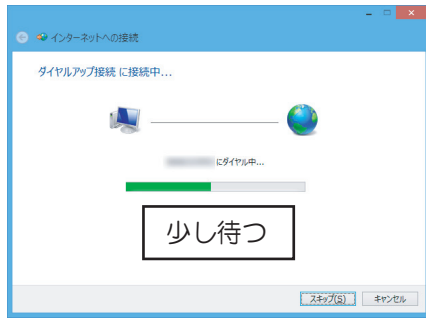 インターネットへの接続
ダイヤルアップ接続 に接続中...
にダイヤル中...
少し待つ
スキップ(S)
キャンセル